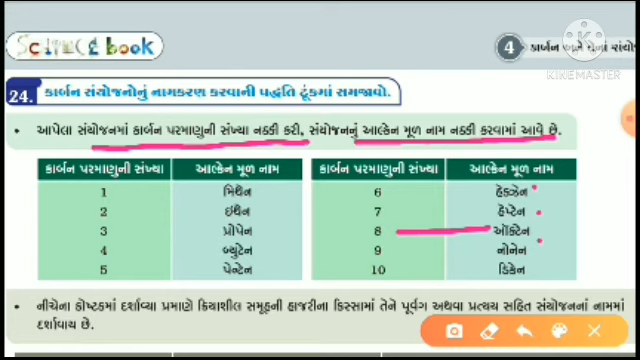 Science book
4 કાર્બન અને તેનાં સંયો
KINEMASTER
24. કાર્બન સંયોજનોનું નામકરણ કરવાની પદ્ધતિ ટૂંકમાં સમજાવો.
• આપેલા સંયોજનમાં કાર્બન પરમાણુની સંખ્યા નક્કી કરી, સંયોજનનું આલ્કેન મૂળ નામ નક્કી કરવામાં આવે છે.
કાર્બન પરમાણુની સંખ્યા આલ્કેન મૂળ નામ કાર્બન પરમાણુની સંખ્યા આલ્કેન મૂળ નામ
1 મિથેન 6 હેક્ઝેન
2 ઇથેન 7 હેપ્ટેન
3 પ્રોપેન 8 ઑક્ટેન
4 બ્યુટેન 9 નોનેન
5 પેન્ટેન 10 ડિકેન
• નીચેના કોષ્ટકમાં દર્શાવ્યા પ્રમાણે ક્રિયાશીલ સમૂહની હાજરીના કિસ્સામાં તેને પૂર્વગ અથવા પ્રત્યય સહિત સંયોજનનાં નામમાં
દર્શાવાય છે.